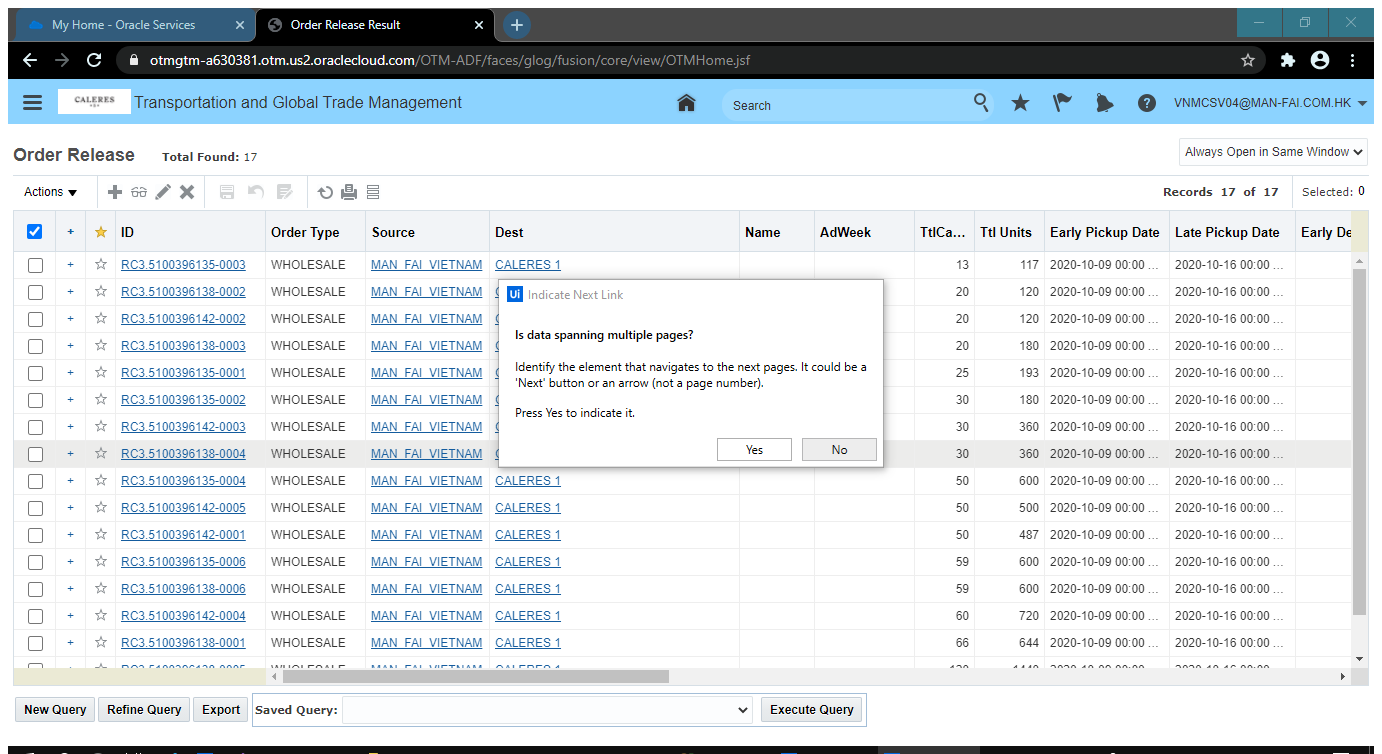 My Home - Oracle Services × Order Release Result × +
otmgtm-a630381.otm.us2.oraclecloud.com/OTM-ADF/faces/glog/fusion/core/view/OTMHome.jsf
CALERES Transportation and Global Trade Management Search ? VNMCSV04@MAN-FAI.COM.HK
Order Release Total Found: 17 Always Open in Same Window
Actions Records 17 of 17 Selected: 0
+ ID Order Type Source Dest Name AdWeek TtlCa... Ttl Units Early Pickup Date Late Pickup Date Early De
+ RC3.5100396135-0003 WHOLESALE MAN_FAI_VIETNAM CALERES 1 13 117 2020-10-09 00:00 ... 2020-10-16 00:00 ...
+ RC3.5100396138-0002 WHOLESALE MAN_FAI_VIETNAM 20 120 2020-10-09 00:00 ... 2020-10-16 00:00 ...
+ RC3.5100396142-0002 WHOLESALE MAN_FAI_VIETNAM 20 120 2020-10-09 00:00 ... 2020-10-16 00:00 ...
+ RC3.5100396138-0003 WHOLESALE MAN_FAI_VIETNAM 20 180 2020-10-09 00:00 ... 2020-10-16 00:00 ...
+ RC3.5100396135-0001 WHOLESALE MAN_FAI_VIETNAM 25 193 2020-10-09 00:00 ... 2020-10-16 00:00 ...
+ RC3.5100396135-0002 WHOLESALE MAN_FAI_VIETNAM 30 180 2020-10-09 00:00 ... 2020-10-16 00:00 ...
+ RC3.5100396142-0003 WHOLESALE MAN_FAI_VIETNAM 30 360 2020-10-09 00:00 ... 2020-10-16 00:00 ...
+ RC3.5100396138-0004 WHOLESALE MAN_FAI_VIETNAM 30 360 2020-10-09 00:00 ... 2020-10-16 00:00 ...
+ RC3.5100396135-0004 WHOLESALE MAN_FAI_VIETNAM CALERES 1 50 600 2020-10-09 00:00 ... 2020-10-16 00:00 ...
+ RC3.5100396142-0005 WHOLESALE MAN_FAI_VIETNAM CALERES 1 50 500 2020-10-09 00:00 ... 2020-10-16 00:00 ...
+ RC3.5100396142-0001 WHOLESALE MAN_FAI_VIETNAM CALERES 1 50 487 2020-10-09 00:00 ... 2020-10-16 00:00 ...
+ RC3.5100396135-0006 WHOLESALE MAN_FAI_VIETNAM CALERES 1 59 600 2020-10-09 00:00 ... 2020-10-16 00:00 ...
+ RC3.5100396138-0006 WHOLESALE MAN_FAI_VIETNAM CALERES 1 59 600 2020-10-09 00:00 ... 2020-10-16 00:00 ...
+ RC3.5100396142-0004 WHOLESALE MAN_FAI_VIETNAM CALERES 1 60 720 2020-10-09 00:00 ... 2020-10-16 00:00 ...
+ RC3.5100396138-0001 WHOLESALE MAN_FAI_VIETNAM CALERES 1 66 644 2020-10-09 00:00 ... 2020-10-16 00:00 ...
Ui Indicate Next Link
Is data spanning multiple pages?
Identify the element that navigates to the next pages. It could be a
'Next' button or an arrow (not a page number).
Press Yes to indicate it.
Yes No
New Query Refine Query Export Saved Query: Execute Query